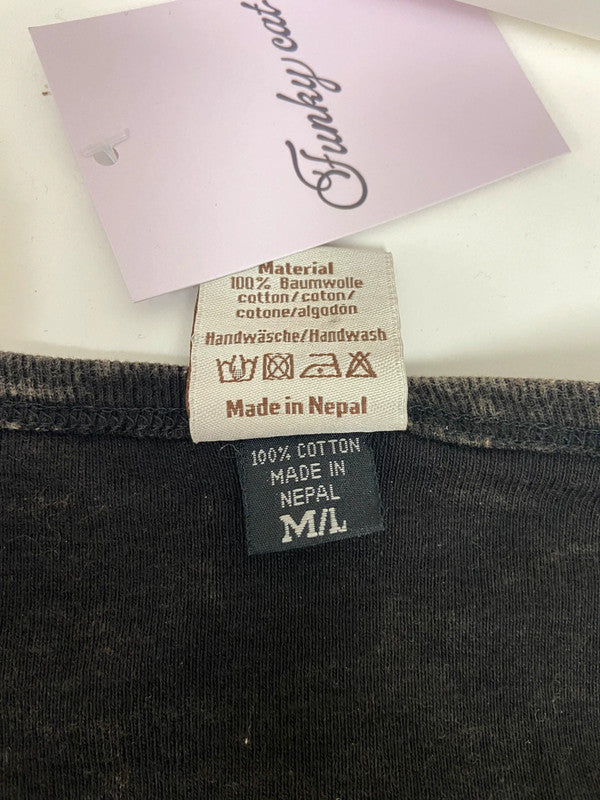 Funky cat
Material
100% Baumwolle
cotton/coton/
cotone/algodón
Handwäsche/Handwash
Made in Nepal
100% COTTON
MADE IN
NEPAL
M/L